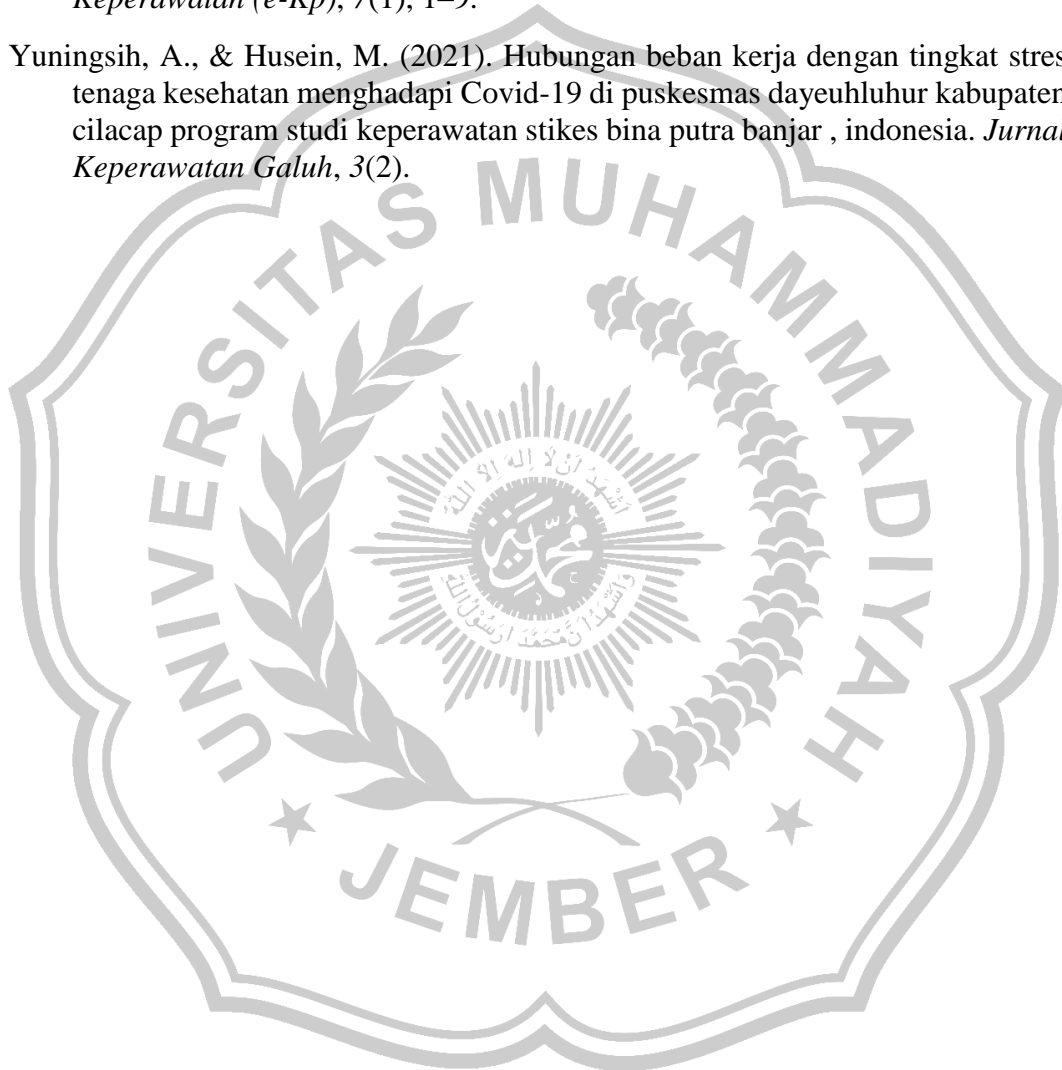 Keperawatan (e-Kp), 7(1), 1–9.
Yuningsih, A., & Husein, M. (2021). Hubungan beban kerja dengan tingkat stres
tenaga kesehatan menghadapi Covid-19 di puskesmas dayeuhluhur kabupaten
cilacap program studi keperawatan stikes bina putra banjar , indonesia. Jurnal
Keperawatan Galuh, 3(2).
UNIVERSITAS MUHAMMADIYAH
JEMBER